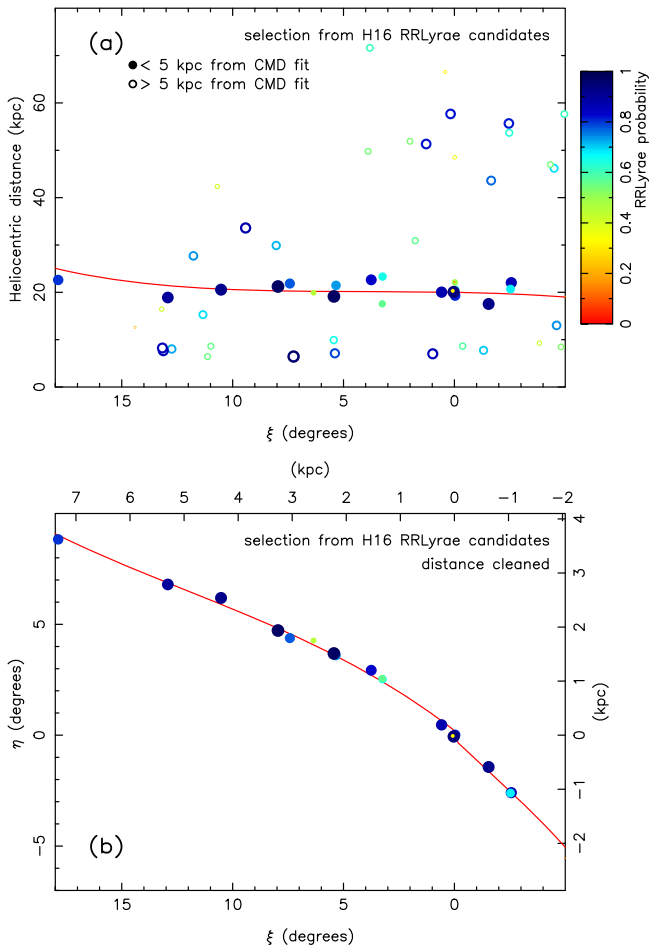 (a)
selection from H16 RRLyrae candidates
< 5 kpc from CMD fit
> 5 kpc from CMD fit
Heliocentric distance (kpc)
0
20
40
60
15
10
5
0
ξ (degrees)
0
0.2
0.4
0.6
0.8
1
RRLyrae probability
(kpc)
7
6
5
4
3
2
1
0
−1
−2
selection from H16 RRLyrae candidates
distance cleaned
(b)
η (degrees)
5
0
−5
4
3
2
1
0
−1
−2
(kpc)
15
10
5
0
ξ (degrees)